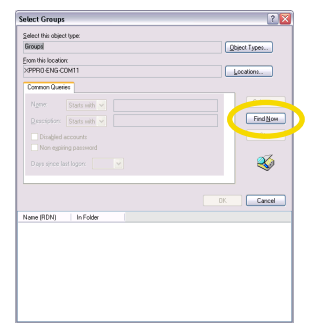 Select Groups
Select this object type:
Groups
Object Types...
From this location:
XPPRO-ENG-COM11
Locations...
Common Queries
Name: Starts with
Find Now
Description: Starts with
Disabled accounts
Non expiring password
Days since last logon:
OK Cancel
Name (RDN) In Folder